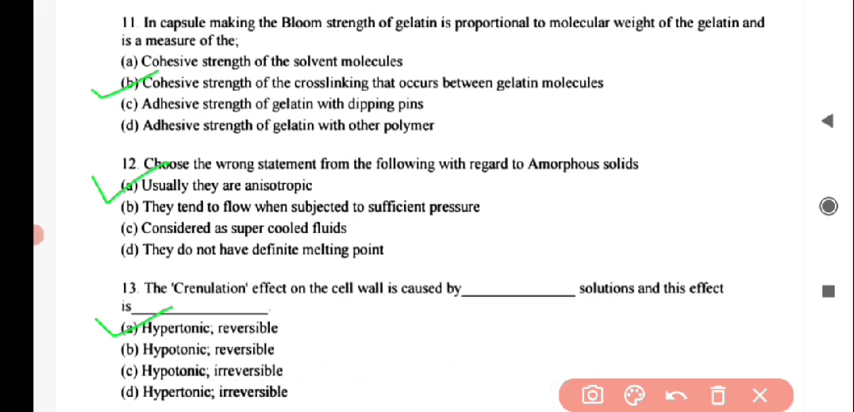 11. In capsule making the Bloom strength of gelatin is proportional to molecular weight of the gelatin and
is a measure of the;
(a) Cohesive strength of the solvent molecules
(b) Cohesive strength of the crosslinking that occurs between gelatin molecules
(c) Adhesive strength of gelatin with dipping pins
(d) Adhesive strength of gelatin with other polymer
12. Choose the wrong statement from the following with regard to Amorphous solids
(a) Usually they are anisotropic
(b) They tend to flow when subjected to sufficient pressure
(c) Considered as super cooled fluids
(d) They do not have definite melting point
13. The 'Crenulation' effect on the cell wall is caused by______________ solutions and this effect
is_________________.
(a) Hypertonic; reversible
(b) Hypotonic; reversible
(c) Hypotonic; irreversible
(d) Hypertonic; irreversible